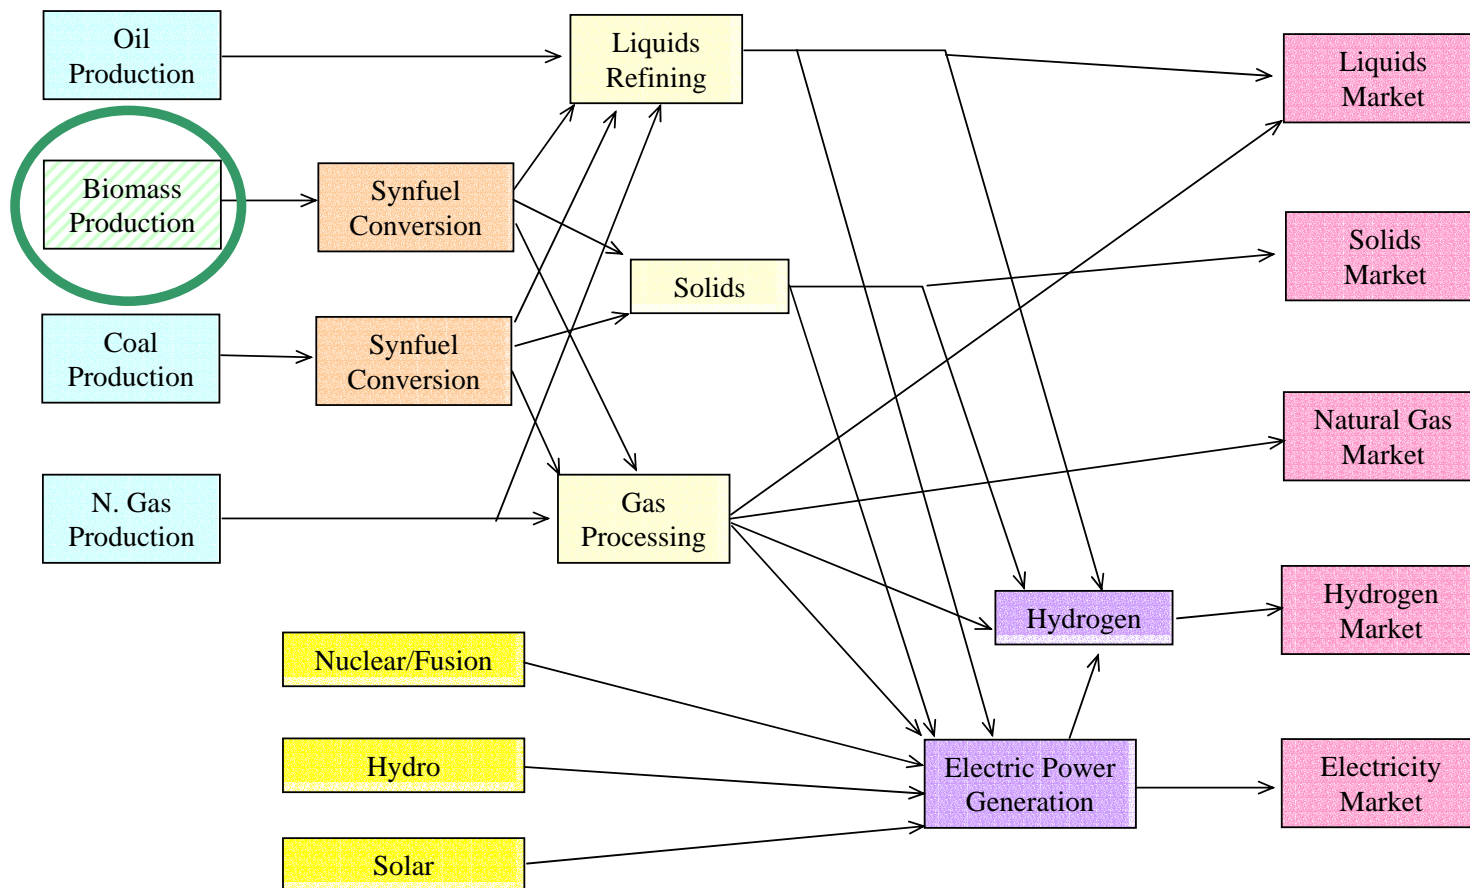 Oil
Production
Liquids
Refining
Liquids
Market
Biomass
Production
Synfuel
Conversion
Solids
Market
Solids
Coal
Production
Synfuel
Conversion
Natural Gas
Market
N. Gas
Production
Gas
Processing
Hydrogen
Hydrogen
Market
Nuclear/Fusion
Hydro
Electric Power
Generation
Electricity
Market
Solar